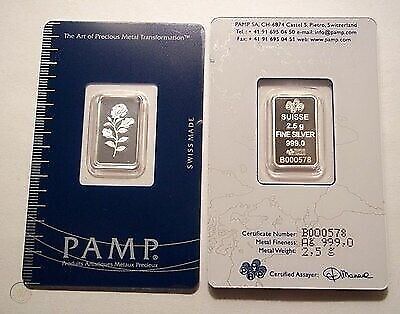 The Art of Precious Metal Transformation™
SWISS MADE
PAMP®
Produits Artistiques Métaux Précieux
PAMP SA, CH-6874 Castel S. Pietro, Switzerland
Tel.: + 41 91 695 04 50 e-mail: info@pamp.com
Fax: + 41 91 695 04 51 web: www.pamp.com
SUISSE
2,5 g
FINE SILVER
999.0
B000578
Certificate Number: B000578
Metal Fineness: Ag 999,0
Metal Weight: 2,5 g
Certified Assayer: